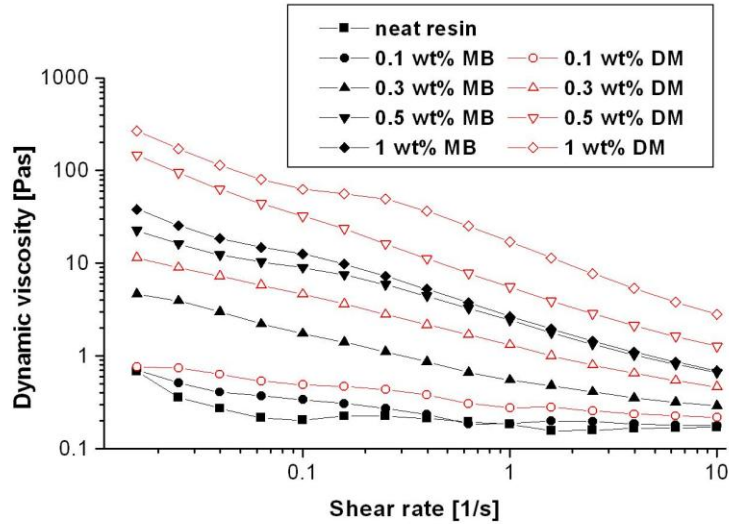 neat resin
0.1 wt% MB 0.1 wt% DM
0.3 wt% MB 0.3 wt% DM
0.5 wt% MB 0.5 wt% DM
1 wt% MB 1 wt% DM
Dynamic viscosity [Pas]
1000
100
10
1
0.1
0.1 1 10
Shear rate [1/s]